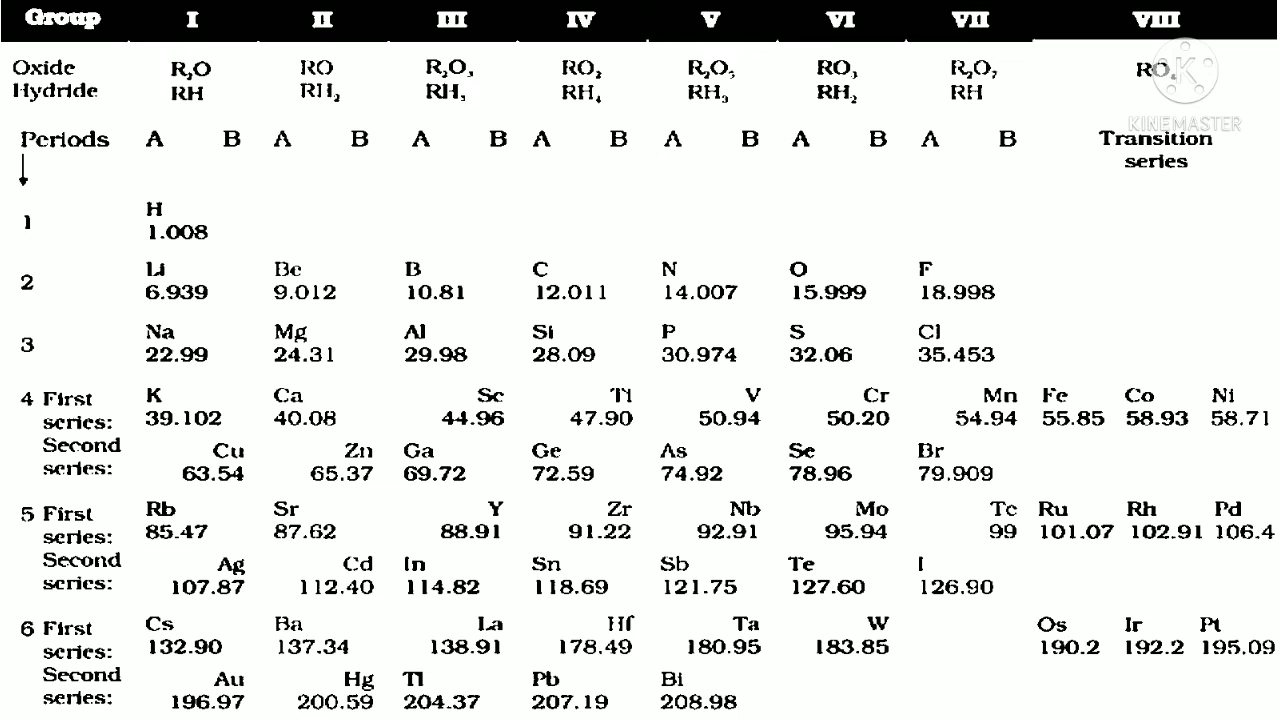 Group I II III IV V VI VII VIII
Oxide R₂O RO R₂O₃ RO₂ R₂O₅ RO₃ R₂O₇ RO₄
Hydride RH RH₂ RH₃ RH₄ RH₃ RH₂ RH
KINEMASTER
Periods A B A B A B A B A B A B A B Transition
↓ series
H
1
1.008
Li Be B C N O F
2
6.939 9.012 10.81 12.011 14.007 15.999 18.998
Na Mg Al Si P S Cl
3
22.99 24.31 29.98 28.09 30.974 32.06 35.453
4 First K Ca Sc Ti V Cr Mn Fe Co Ni
series: 39.102 40.08 44.96 47.90 50.94 50.20 54.94 55.85 58.93 58.71
Second Cu Zn Ga Ge As Se Br
series: 63.54 65.37 69.72 72.59 74.92 78.96 79.909
5 First Rb Sr Y Zr Nb Mo Tc Ru Rh Pd
series: 85.47 87.62 88.91 91.22 92.91 95.94 99 101.07 102.91 106.4
Second Ag Cd In Sn Sb Te I
series: 107.87 112.40 114.82 118.69 121.75 127.60 126.90
6 First Cs Ba La Hf Ta W Os Ir Pt
series: 132.90 137.34 138.91 178.49 180.95 183.85 190.2 192.2 195.09
Second Au Hg Tl Pb Bi
series: 196.97 200.59 204.37 207.19 208.98